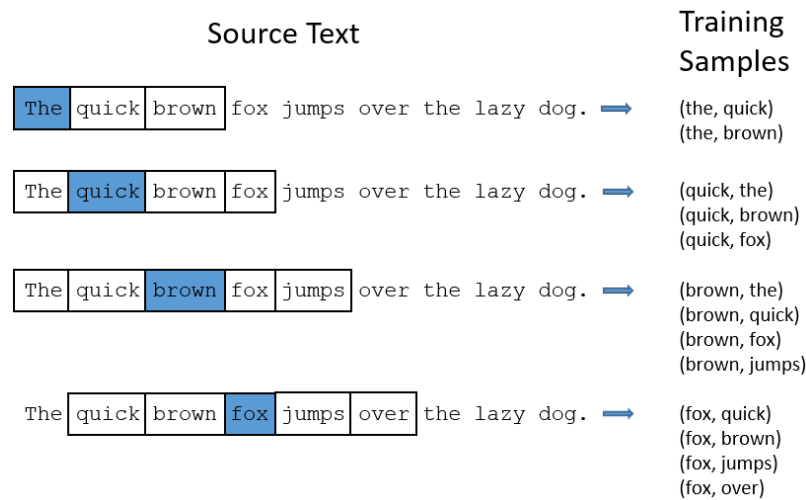 Source Text
Training
Samples
The quick brown fox jumps over the lazy dog.
(the, quick)
(the, brown)
The quick brown fox jumps over the lazy dog.
(quick, the)
(quick, brown)
(quick, fox)
The quick brown fox jumps over the lazy dog.
(brown, the)
(brown, quick)
(brown, fox)
(brown, jumps)
The quick brown fox jumps over the lazy dog.
(fox, quick)
(fox, brown)
(fox, jumps)
(fox, over)